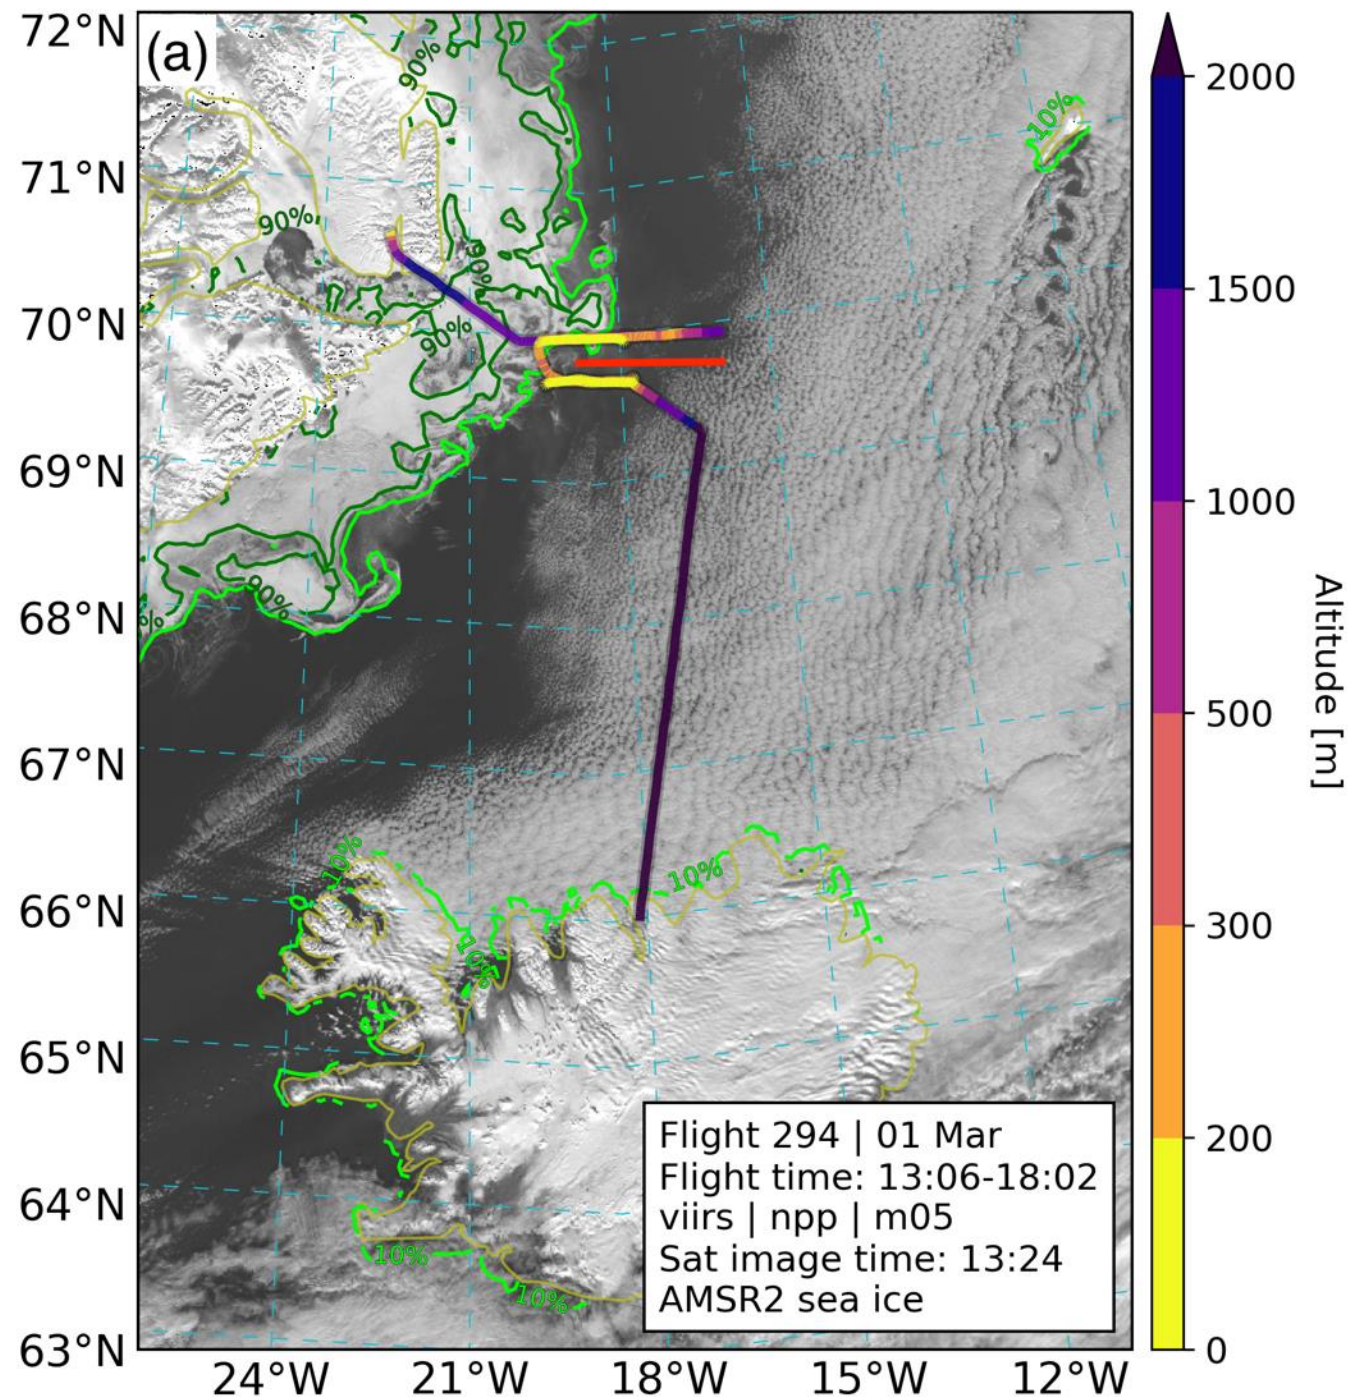 (a)
72°N
71°N
70°N
69°N
68°N
67°N
66°N
65°N
64°N
63°N
24°W
21°W
18°W
15°W
12°W
90%
10%
90%
90%
90%
90%
%
10%
10%
10%
10%
10%
Flight 294 | 01 Mar
Flight time: 13:06-18:02
viirs | npp | m05
Sat image time: 13:24
AMSR2 sea ice
2000
1500
1000
500
300
200
0
Altitude [m]